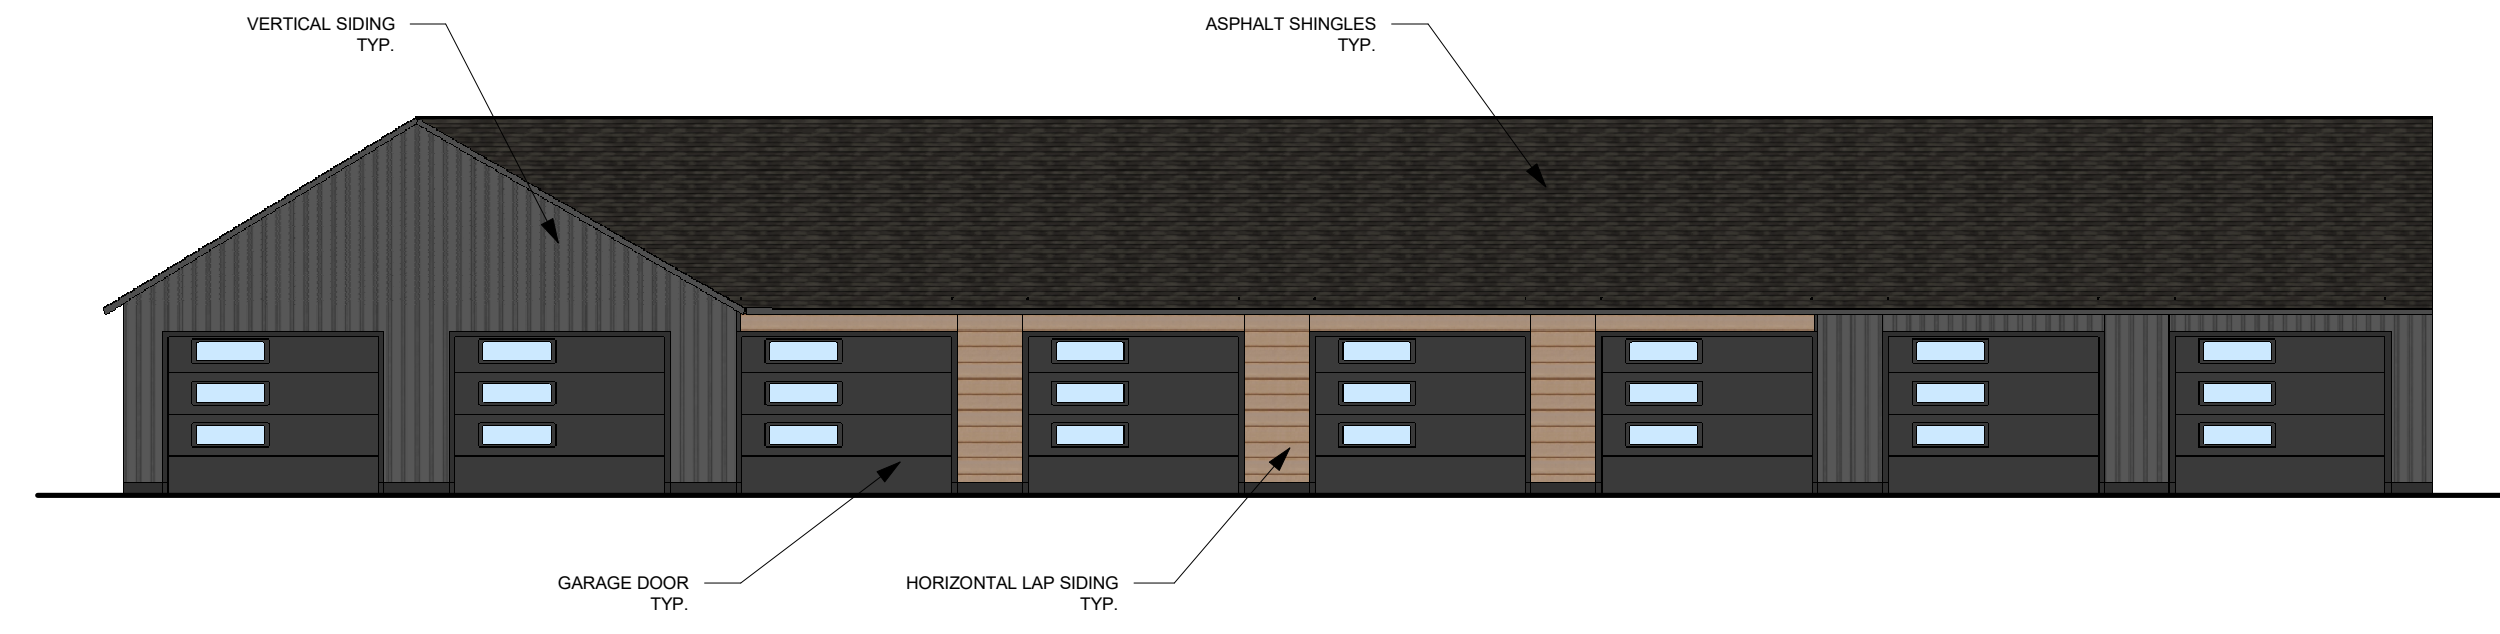 VERTICAL SIDING
TYP.
ASPHALT SHINGLES
TYP.
GARAGE DOOR
TYP.
HORIZONTAL LAP SIDING
TYP.